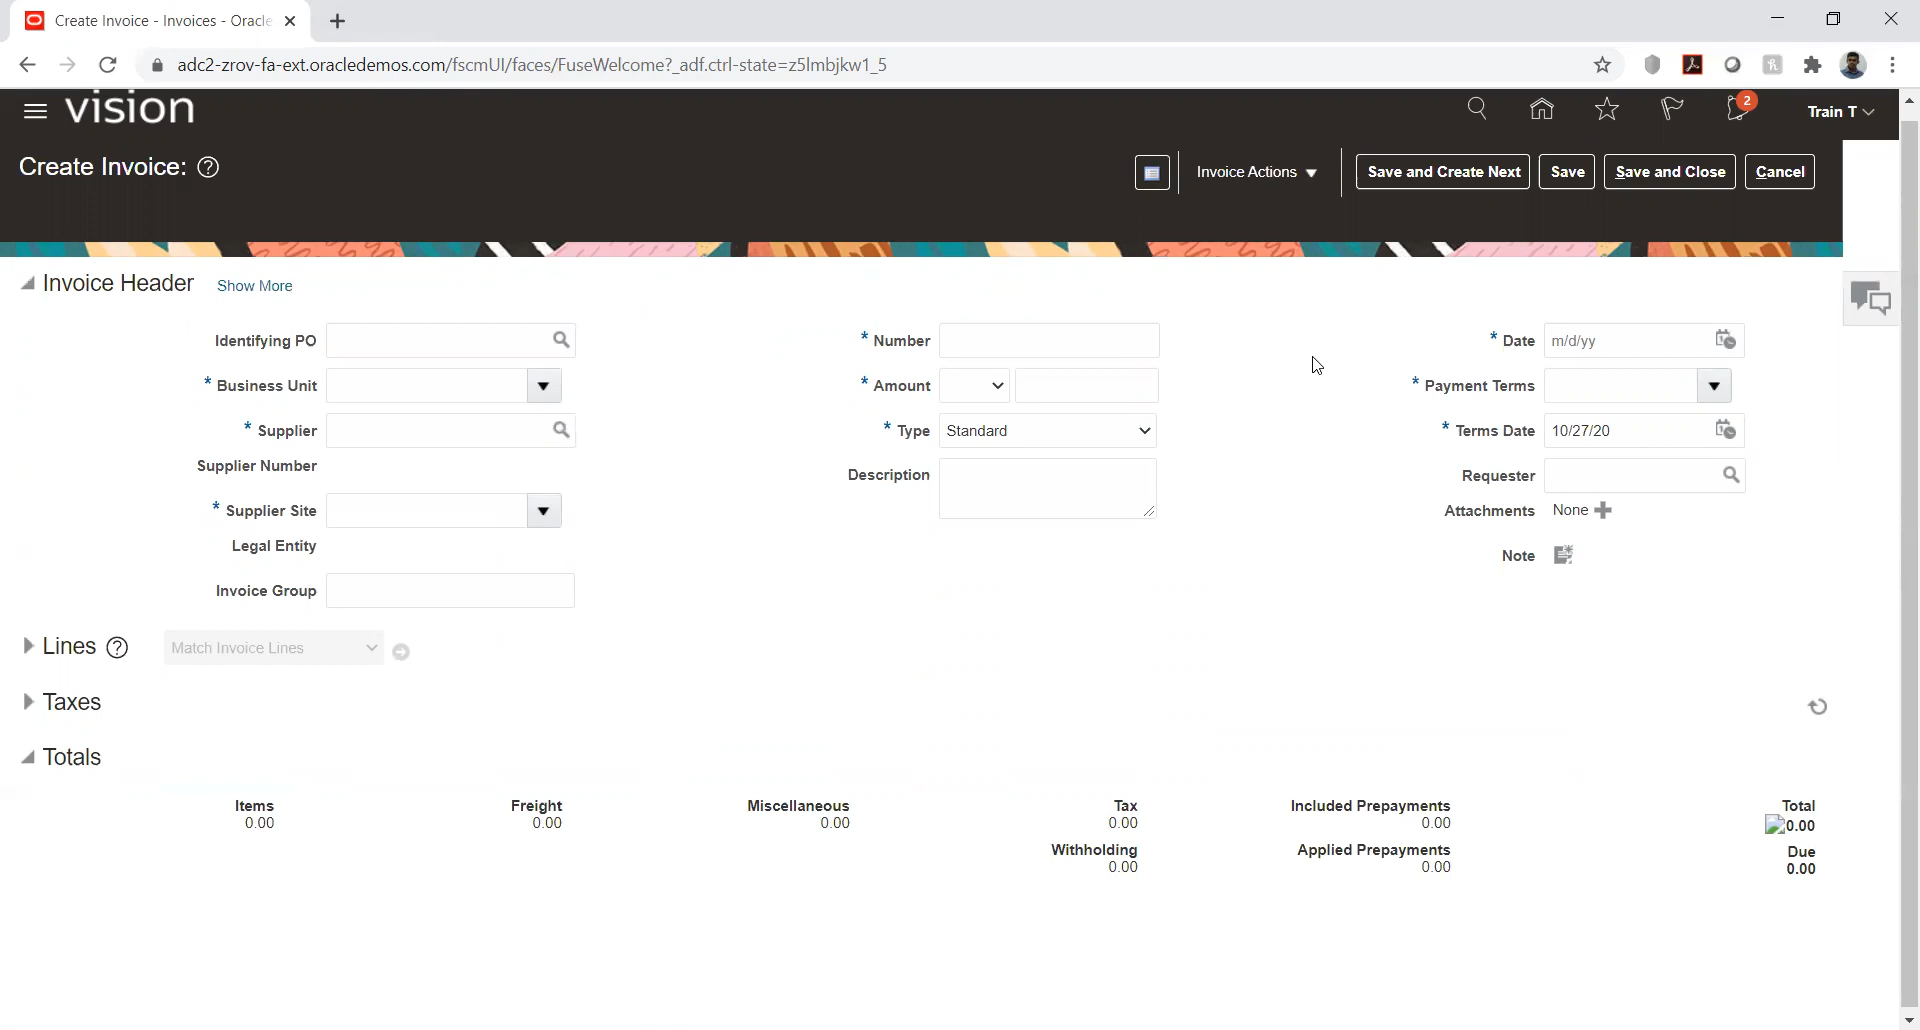 Create Invoice - Invoices - Oracle
adc2-zrov-fa-ext.oracledemos.com/fscmUI/faces/FuseWelcome?_adf.ctrl-state=z5lmbjkw1_5
vision
2
Train T
Create Invoice:
Invoice Actions
Save and Create Next
Save
Save and Close
Cancel
Invoice Header Show More
Identifying PO
* Number
* Date m/d/yy
* Business Unit
* Amount
* Payment Terms
* Supplier
* Type Standard
* Terms Date 10/27/20
Supplier Number
Description
Requester
* Supplier Site
Attachments None
Legal Entity
Note
Invoice Group
Lines Match Invoice Lines
Taxes
Totals
Items Freight Miscellaneous Tax Included Prepayments Total
0.00 0.00 0.00 0.00 0.00 0.00
Withholding Applied Prepayments Due
0.00 0.00 0.00